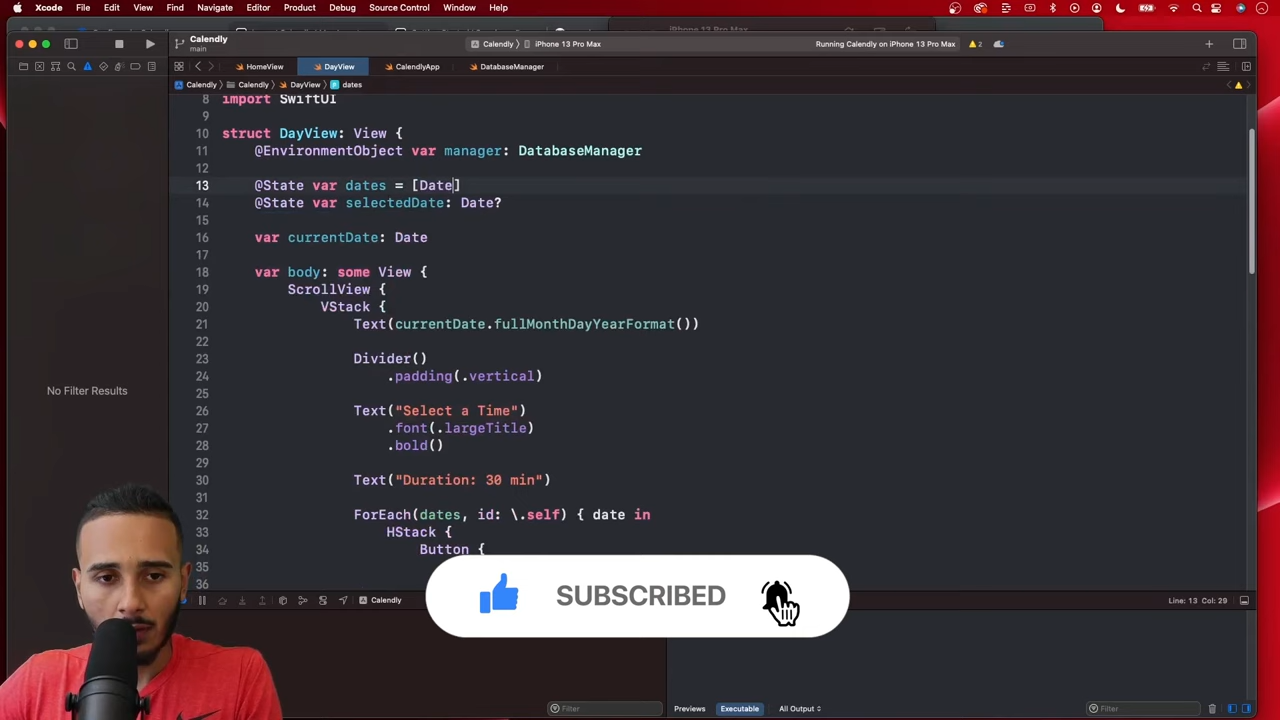 Xcode File Edit View Find Navigate Editor Product Debug Source Control Window Help
Calendly
main
Calendly
iPhone 13 Pro Max
Running Calendly on iPhone 13 Pro Max
2
HomeView
DayView
CalendlyApp
DatabaseManager
Calendly
Calendly
DayView
dates
8 import SwiftUI
9
10 struct DayView: View {
11 @EnvironmentObject var manager: DatabaseManager
12
13 @State var dates = [Date]
14 @State var selectedDate: Date?
15
16 var currentDate: Date
17
18 var body: some View {
19 ScrollView {
20 VStack {
21 Text(currentDate.fullMonthDayYearFormat())
22
23 Divider()
24 .padding(.vertical)
25
26 Text("Select a Time")
27 .font(.largeTitle)
28 .bold()
29
30 Text("Duration: 30 min")
31
32 ForEach(dates, id: \.self) { date in
33 HStack {
34 Button {
35
36
No Filter Results
SUBSCRIBED
Calendly
Line: 13 Col: 29
Filter
Previews
Executable
All Output
Filter